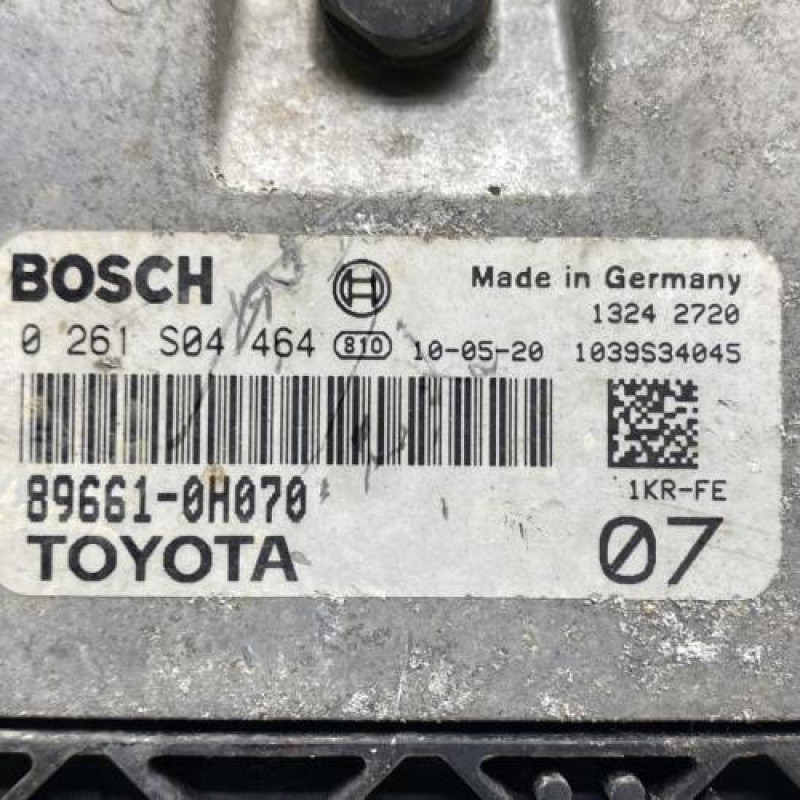 BOSCH
Made in Germany
1324 2720
0 261 S04 464 810 10-05-20 1039S34045
89661-0H070
1KR-FE
TOYOTA
07